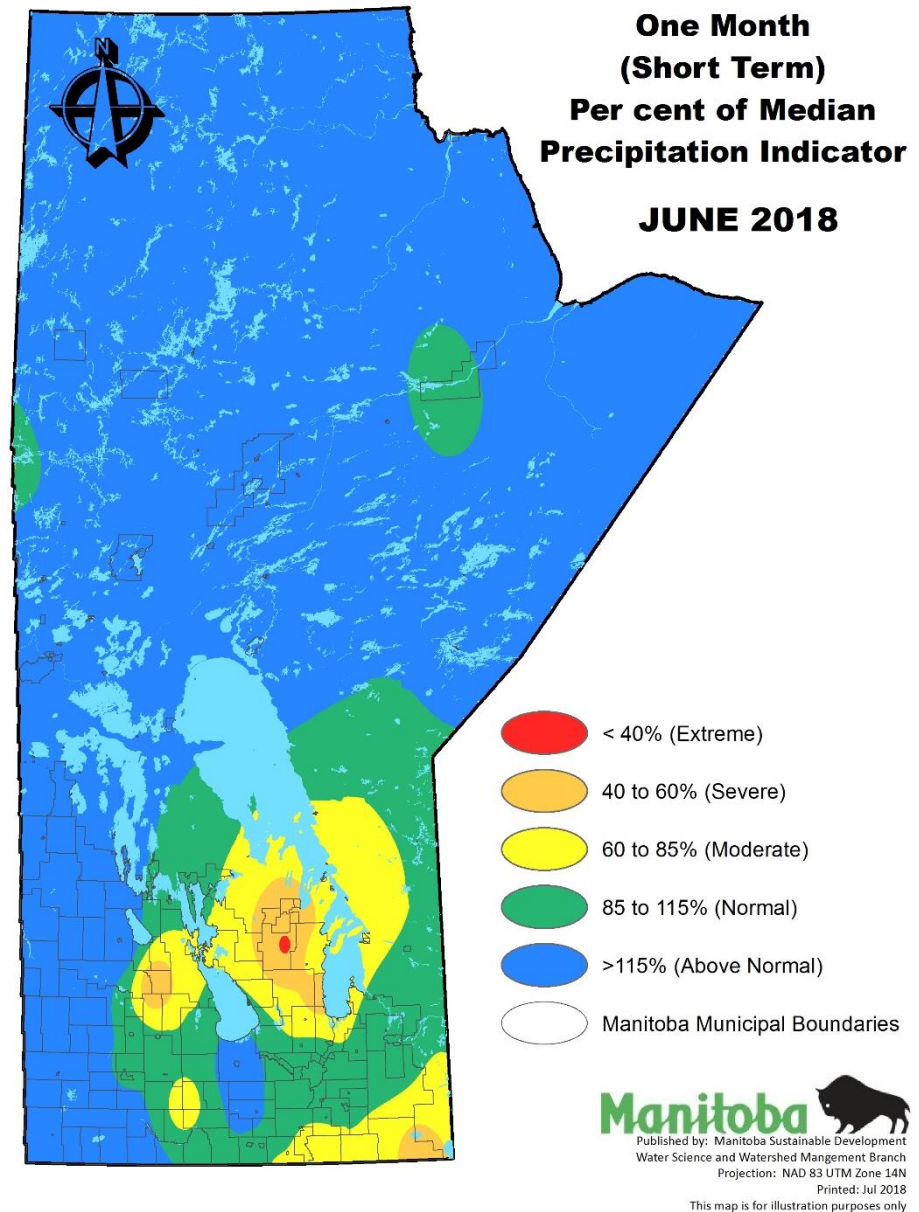 N
One Month
(Short Term)
Per cent of Median
Precipitation Indicator
JUNE 2018
< 40% (Extreme)
40 to 60% (Severe)
60 to 85% (Moderate)
85 to 115% (Normal)
>115% (Above Normal)
Manitoba Municipal Boundaries
Manitoba
Published by: Manitoba Sustainable Development
Water Science and Watershed Mangement Branch
Projection: NAD 83 UTM Zone 14N
Printed: Jul 2018
This map is for illustration purposes only